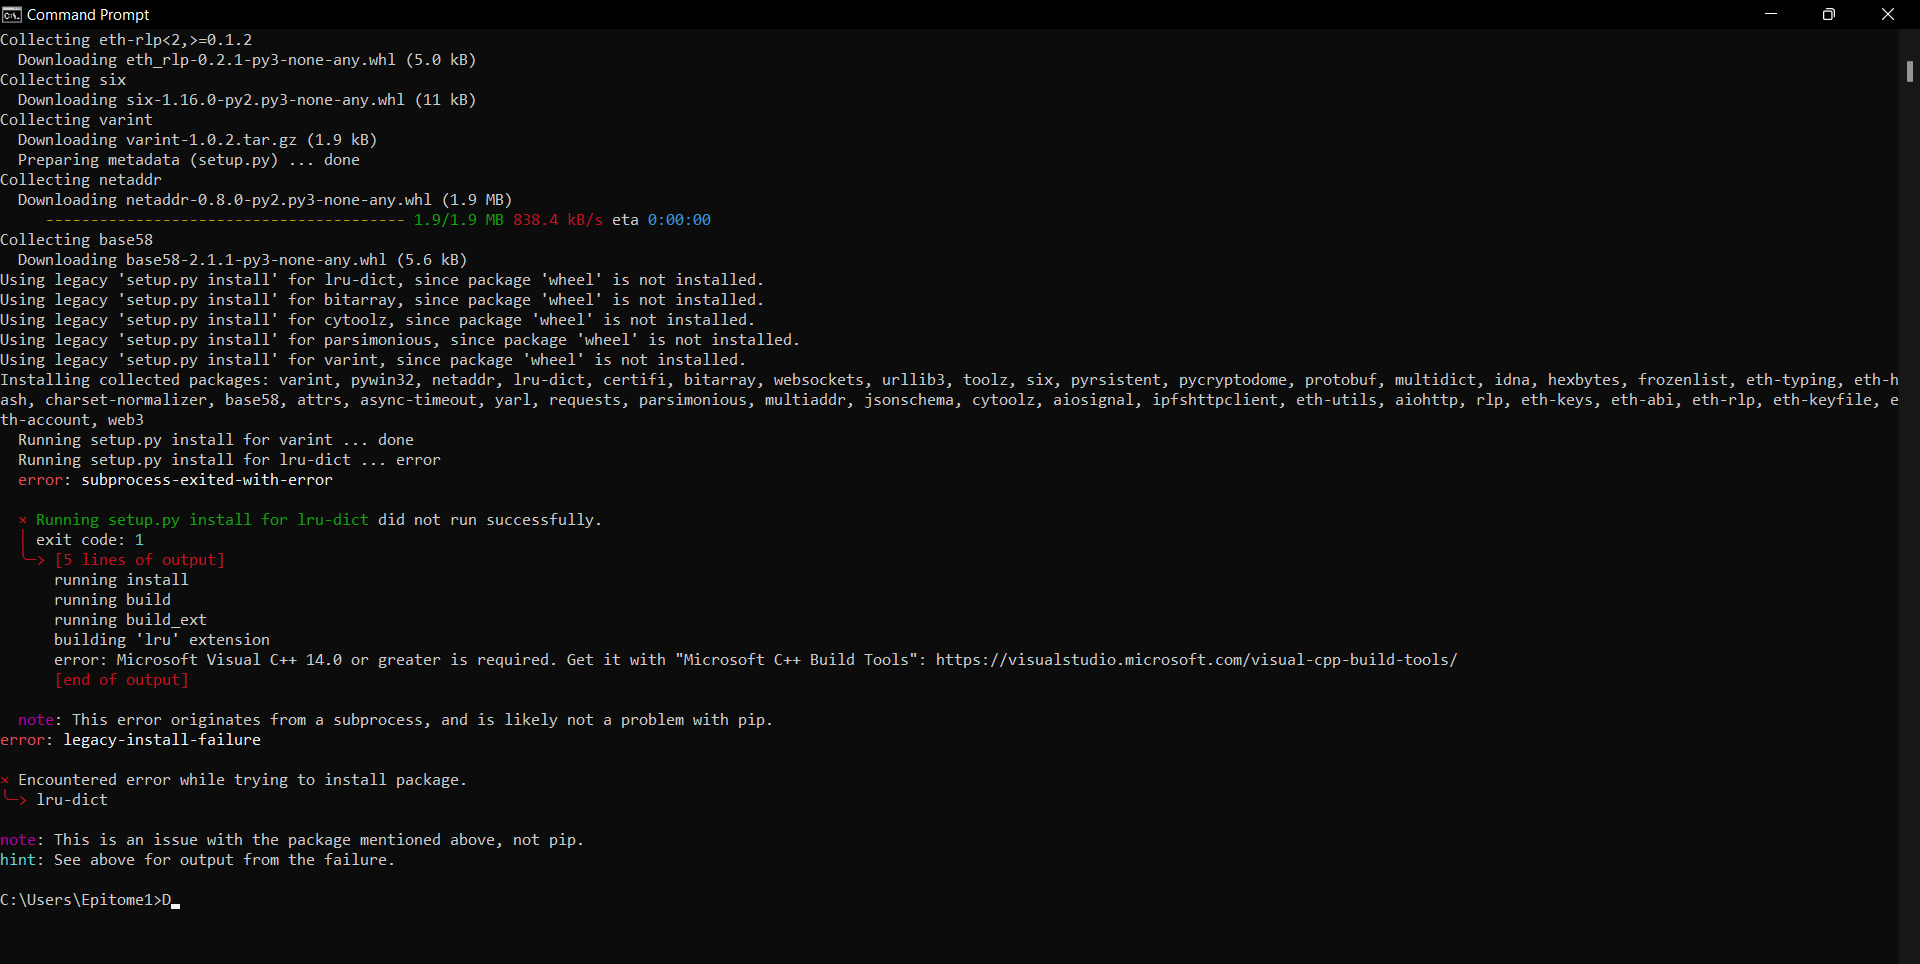 Command Prompt
Collecting eth-rlp<2,>=0.1.2
Downloading eth_rlp-0.2.1-py3-none-any.whl (5.0 kB)
Collecting six
Downloading six-1.16.0-py2.py3-none-any.whl (11 kB)
Collecting varint
Downloading varint-1.0.2.tar.gz (1.9 kB)
Preparing metadata (setup.py) ... done
Collecting netaddr
Downloading netaddr-0.8.0-py2.py3-none-any.whl (1.9 MB)
---------------------------------------- 1.9/1.9 MB 838.4 kB/s eta 0:00:00
Collecting base58
Downloading base58-2.1.1-py3-none-any.whl (5.6 kB)
Using legacy 'setup.py install' for lru-dict, since package 'wheel' is not installed.
Using legacy 'setup.py install' for bitarray, since package 'wheel' is not installed.
Using legacy 'setup.py install' for cytoolz, since package 'wheel' is not installed.
Using legacy 'setup.py install' for parsimonious, since package 'wheel' is not installed.
Using legacy 'setup.py install' for varint, since package 'wheel' is not installed.
Installing collected packages: varint, pywin32, netaddr, lru-dict, certifi, bitarray, websockets, urllib3, toolz, six, pyrsistent, pycryptodome, protobuf, multidict, idna, hexbytes, frozenlist, eth-typing, eth-h
ash, charset-normalizer, base58, attrs, async-timeout, yarl, requests, parsimonious, multiaddr, jsonschema, cytoolz, aiosignal, ipfshttpclient, eth-utils, aiohttp, rlp, eth-keys, eth-abi, eth-rlp, eth-keyfile, e
th-account, web3
Running setup.py install for varint ... done
Running setup.py install for lru-dict ... error
error: subprocess-exited-with-error
× Running setup.py install for lru-dict did not run successfully.
│ exit code: 1
╰─> [5 lines of output]
running install
running build
running build_ext
building 'lru' extension
error: Microsoft Visual C++ 14.0 or greater is required. Get it with "Microsoft C++ Build Tools": https://visualstudio.microsoft.com/visual-cpp-build-tools/
[end of output]
note: This error originates from a subprocess, and is likely not a problem with pip.
error: legacy-install-failure
× Encountered error while trying to install package.
╰─> lru-dict
note: This is an issue with the package mentioned above, not pip.
hint: See above for output from the failure.
C:\Users\Epitome1>D